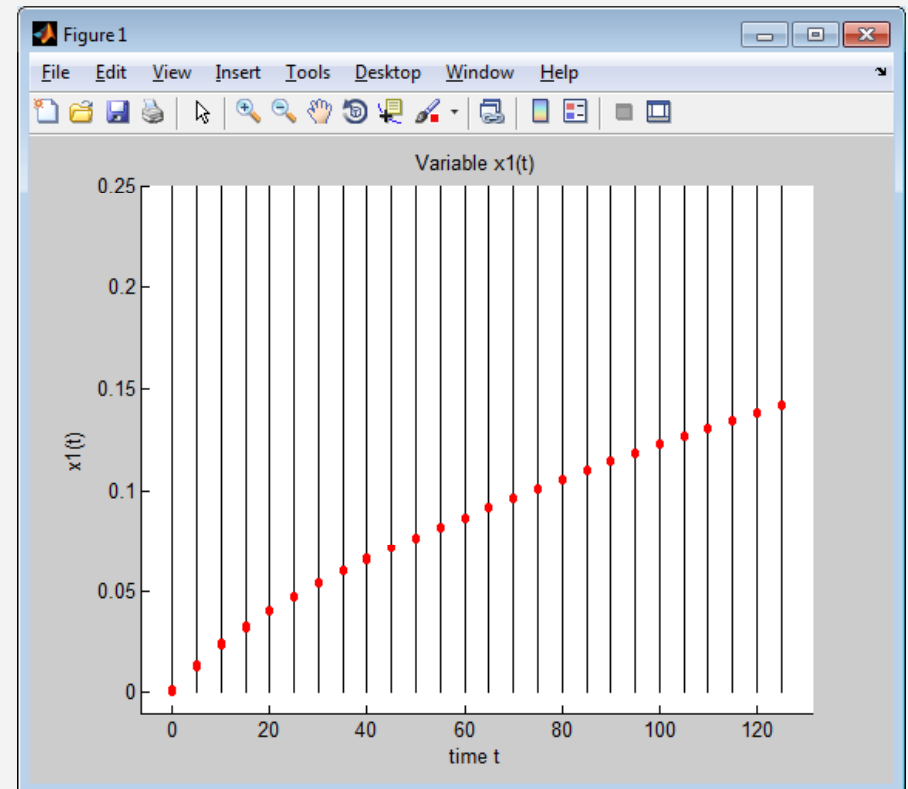 Figure 1
File Edit View Insert Tools Desktop Window Help
Variable x1(t)
0.25
0.2
0.15
0.1
0.05
0
x1(t)
0 20 40 60 80 100 120
time t